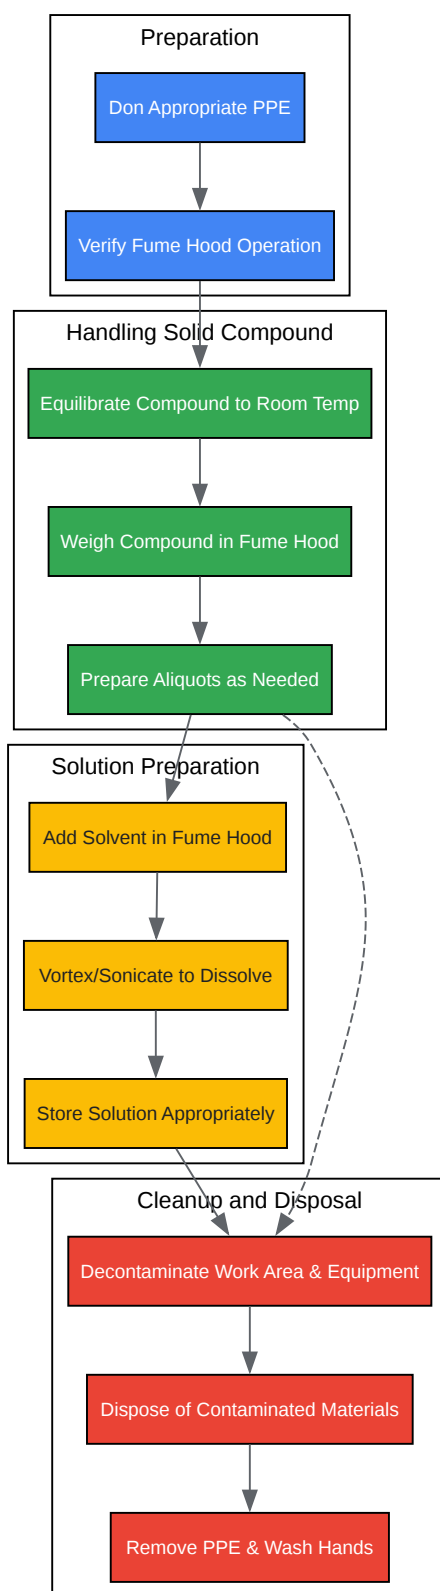 Preparation
Don Appropriate PPE
Verify Fume Hood Operation
Handling Solid Compound
Equilibrate Compound to Room Temp
Weigh Compound in Fume Hood
Prepare Aliquots as Needed
Solution Preparation
Add Solvent in Fume Hood
Vortex/Sonicate to Dissolve
Store Solution Appropriately
Cleanup and Disposal
Decontaminate Work Area & Equipment
Dispose of Contaminated Materials
Remove PPE & Wash Hands